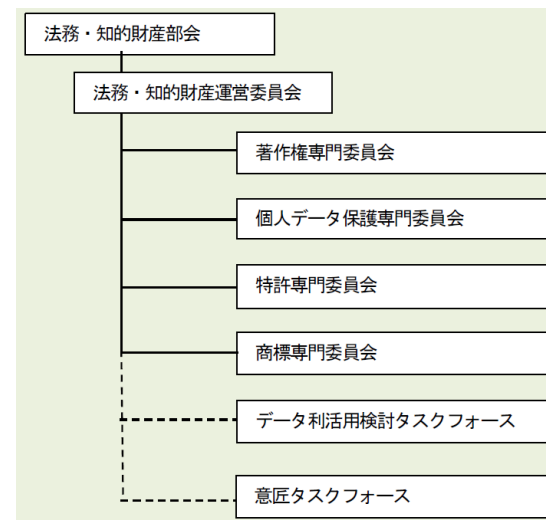 法務・知的財産部会
法務・知的財産運営委員会
著作権専門委員会
個人データ保護専門委員会
特許専門委員会
商標専門委員会
データ利活用検討タスクフォース
意匠タスクフォース